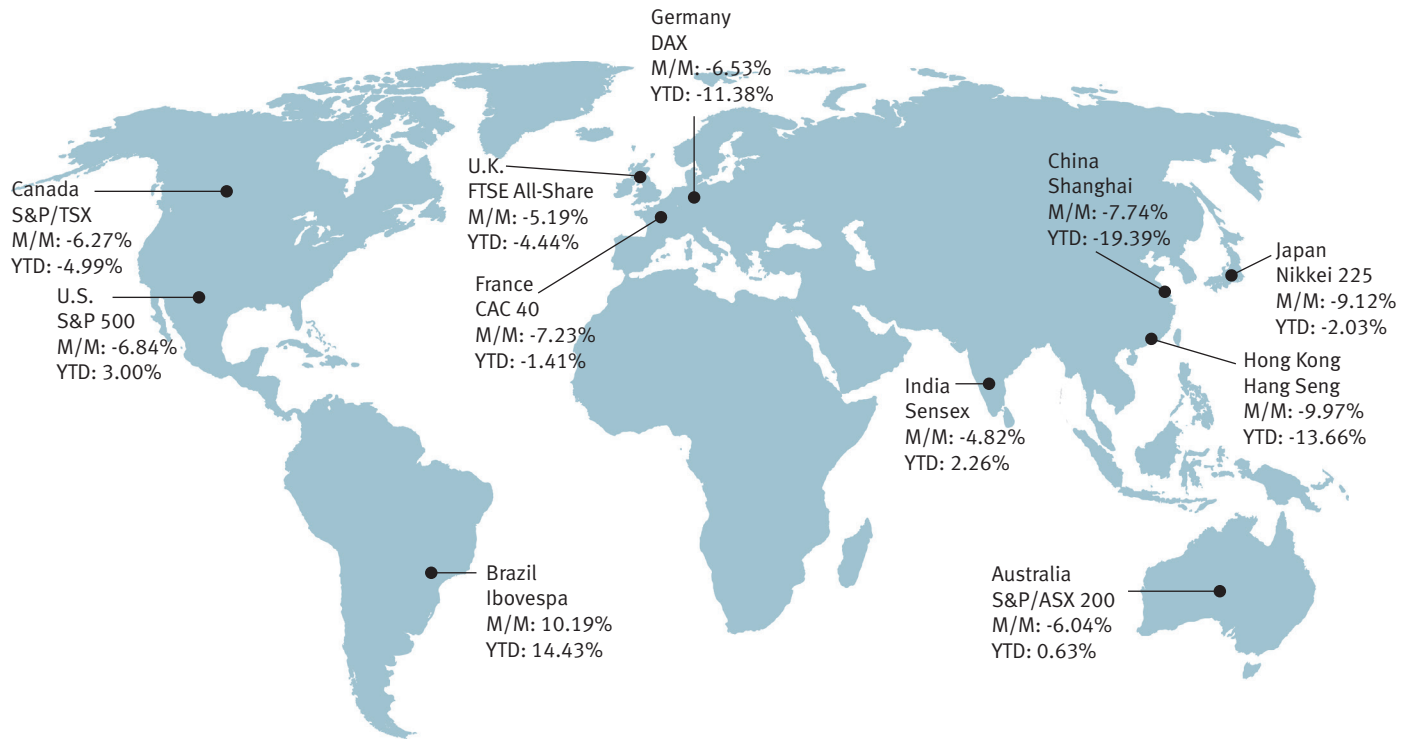 Germany
DAX
M/M: -6.53%
YTD: -11.38%
U.K.
FTSE All-Share
M/M: -5.19%
YTD: -4.44%
China
Shanghai
M/M: -7.74%
YTD: -19.39%
Canada
S&P/TSX
M/M: -6.27%
YTD: -4.99%
Japan
Nikkei 225
M/M: -9.12%
YTD: -2.03%
France
CAC 40
M/M: -7.23%
YTD: -1.41%
U.S.
S&P 500
M/M: -6.84%
YTD: 3.00%
Hong Kong
Hang Seng
M/M: -9.97%
YTD: -13.66%
India
Sensex
M/M: -4.82%
YTD: 2.26%
Brazil
Ibovespa
M/M: 10.19%
YTD: 14.43%
Australia
S&P/ASX 200
M/M: -6.04%
YTD: 0.63%